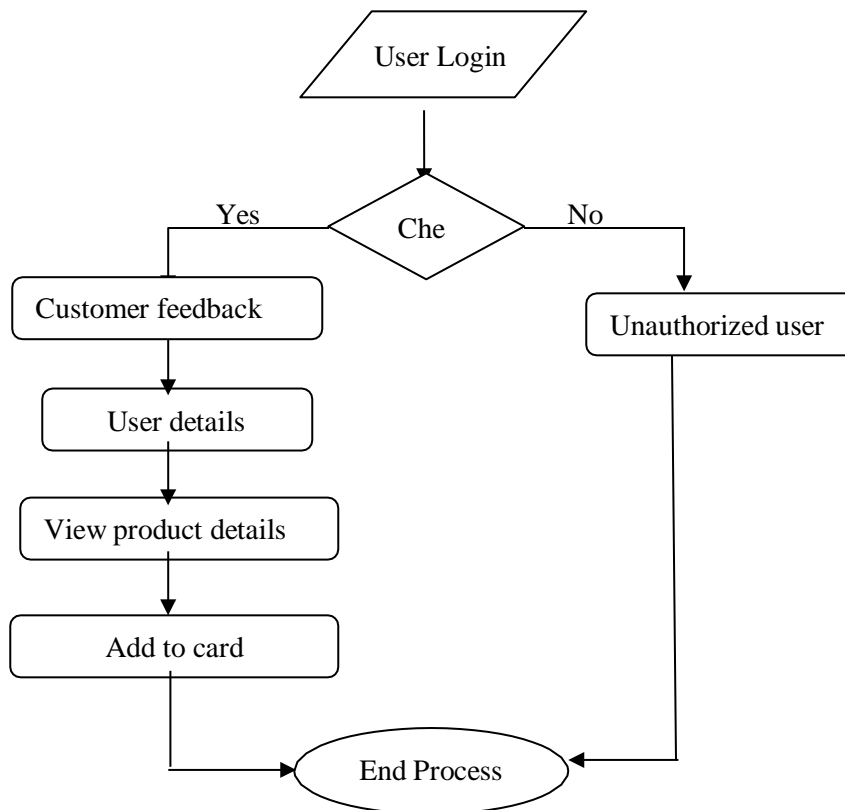 User Login
Yes
Che
No
Customer feedback
Unauthorized user
User details
View product details
Add to card
End Process